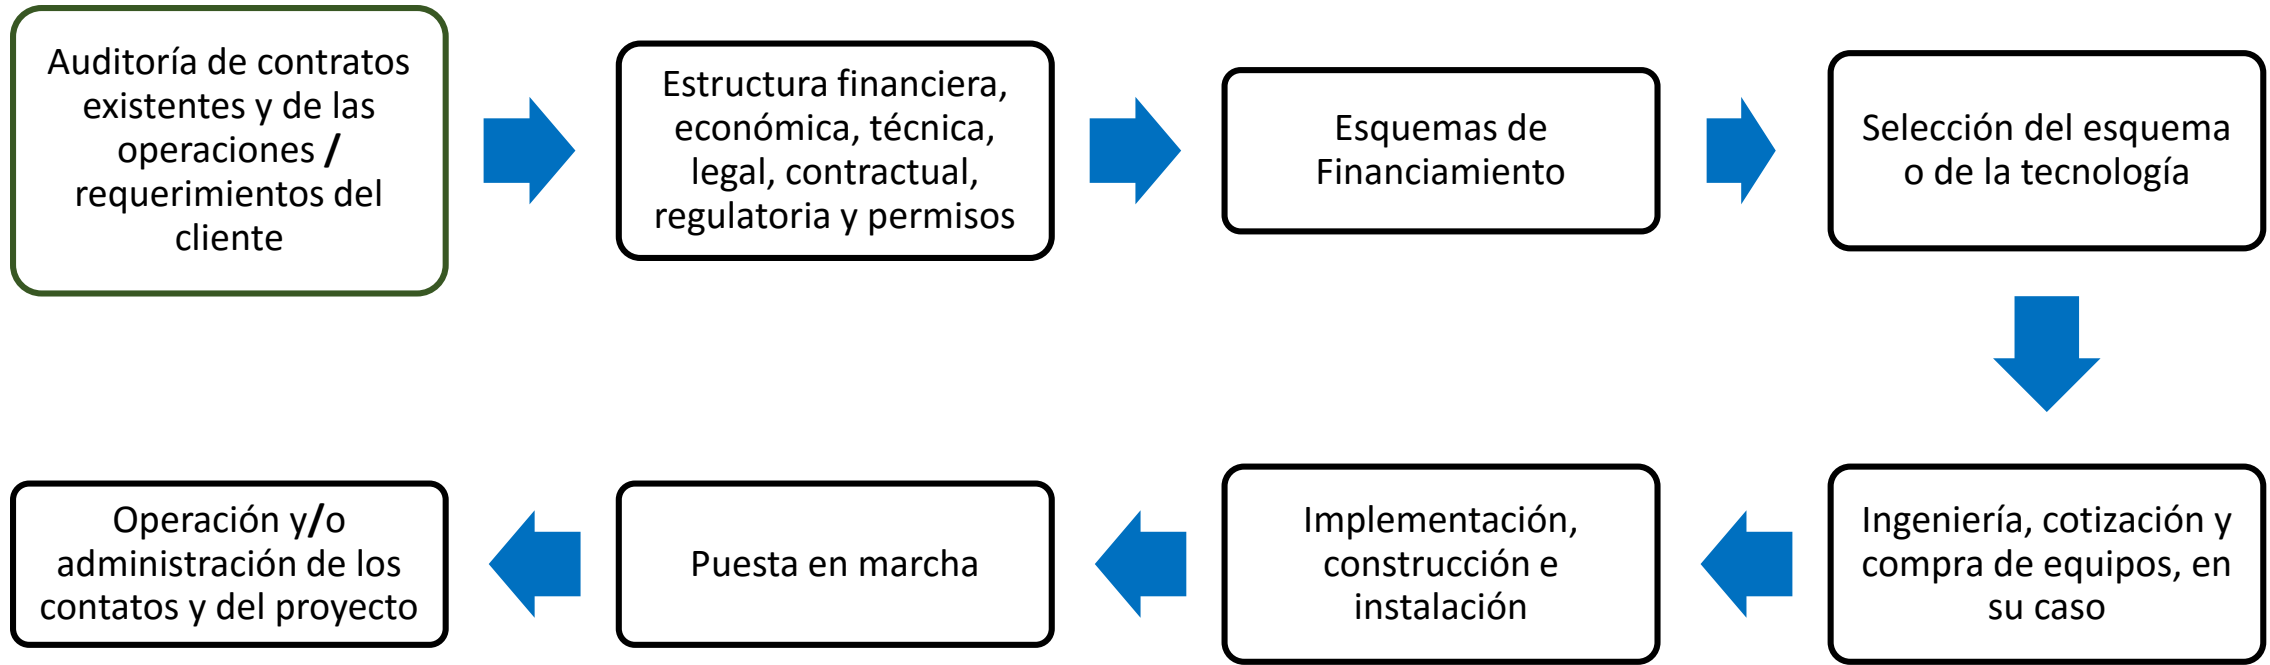 Auditoría de contratos
existentes y de las
operaciones /
requerimientos del
cliente
Estructura financiera,
económica, técnica,
legal, contractual,
regulatoria y permisos
Esquemas de
Financiamiento
Selección del esquema
o de la tecnología
Ingeniería, cotización y
compra de equipos, en
su caso
Implementación,
construcción e
instalación
Puesta en marcha
Operación y/o
administración de los
contatos y del proyecto